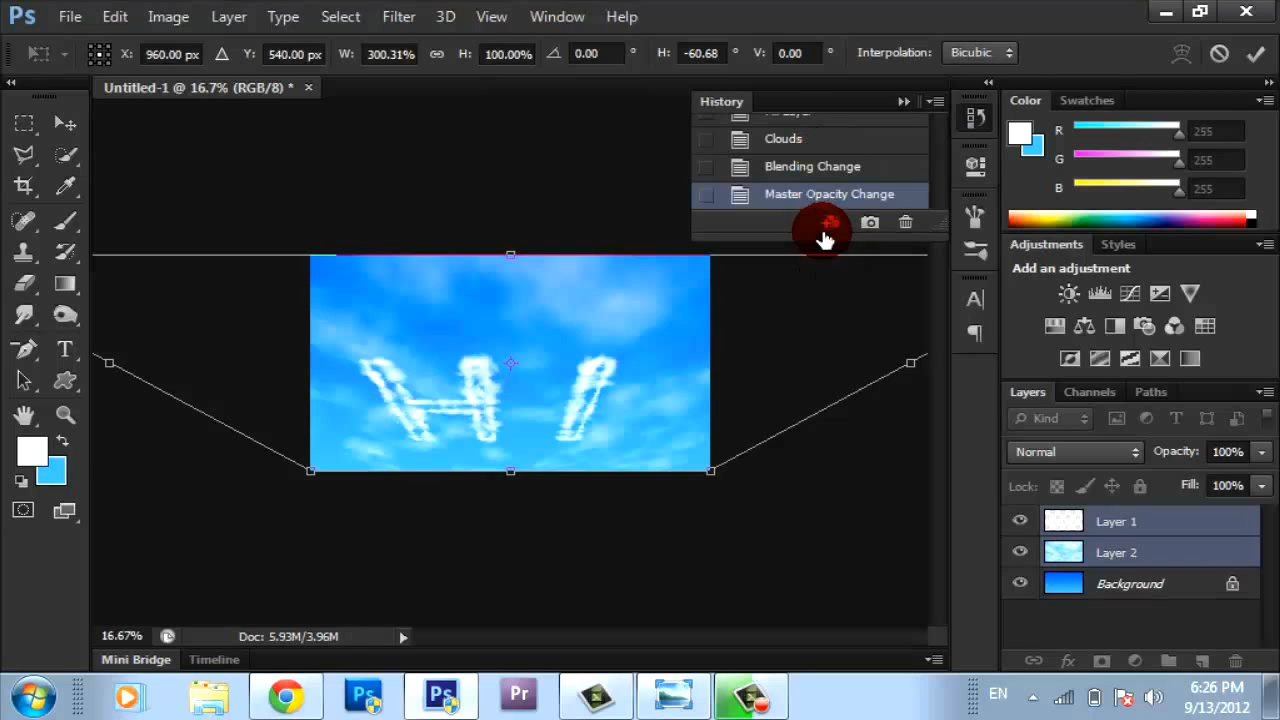 Ps File Edit Image Layer Type Select Filter 3D View Window Help
X: 960.00 px Y: 540.00 px W: 300.31% H: 100.00% 0.00 ° H: -60.68 ° V: 0.00 ° Interpolation: Bicubic
Untitled-1 @ 16.7% (RGB/8) * ×
History
Clouds
Blending Change
Master Opacity Change
Color Swatches
R 255
G 255
B 255
Adjustments Styles
Add an adjustment
Layers Channels Paths
Kind
Normal Opacity: 100%
Lock: Fill: 100%
Layer 1
Layer 2
Background
16.67% Doc: 5.93M/3.96M
Mini Bridge Timeline
Ps Ps Pr EN 6:26 PM
9/13/2012